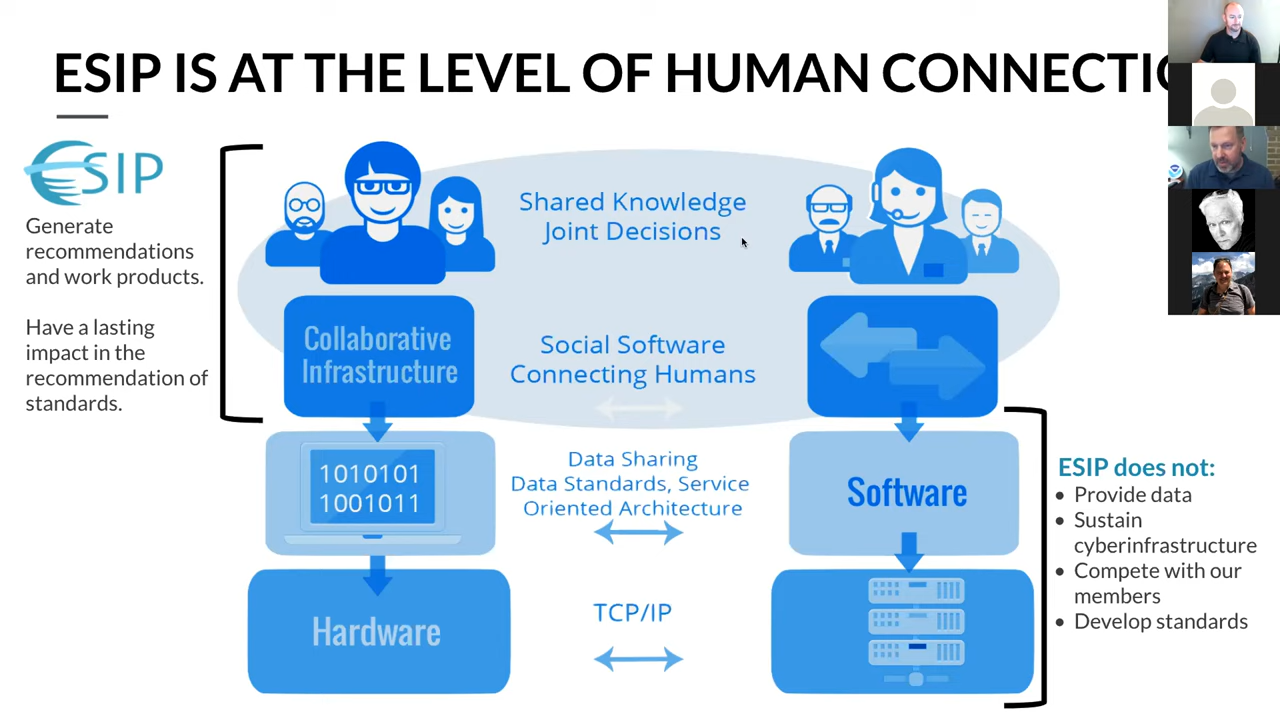 ESIP IS AT THE LEVEL OF HUMAN CONNECTIO
ESIP
Generate
recommendations
and work products.
Have a lasting
impact in the
recommendation of
standards.
Shared Knowledge
Joint Decisions
Collaborative
Infrastructure
Social Software
Connecting Humans
1010101
1001011
Data Sharing
Data Standards, Service
Oriented Architecture
Software
Hardware
TCP/IP
ESIP does not:
• Provide data
• Sustain
cyberinfrastructure
• Compete with our
members
• Develop standards